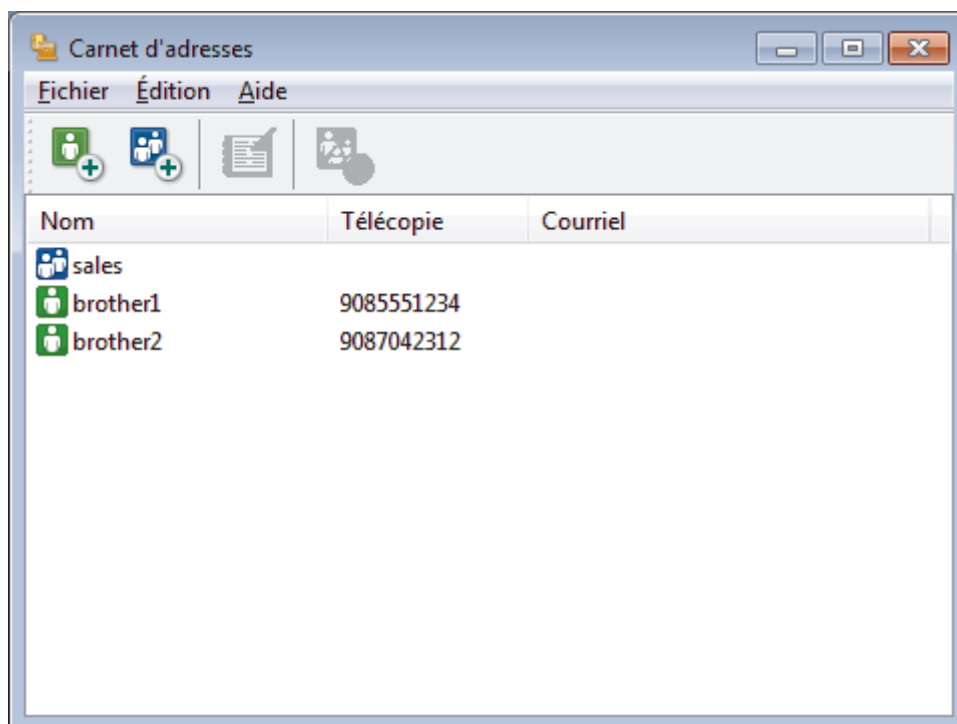 Carnet d'adresses
Fichier Édition Aide
Nom Télécopie Courriel
sales
brother1 9085551234
brother2 9087042312